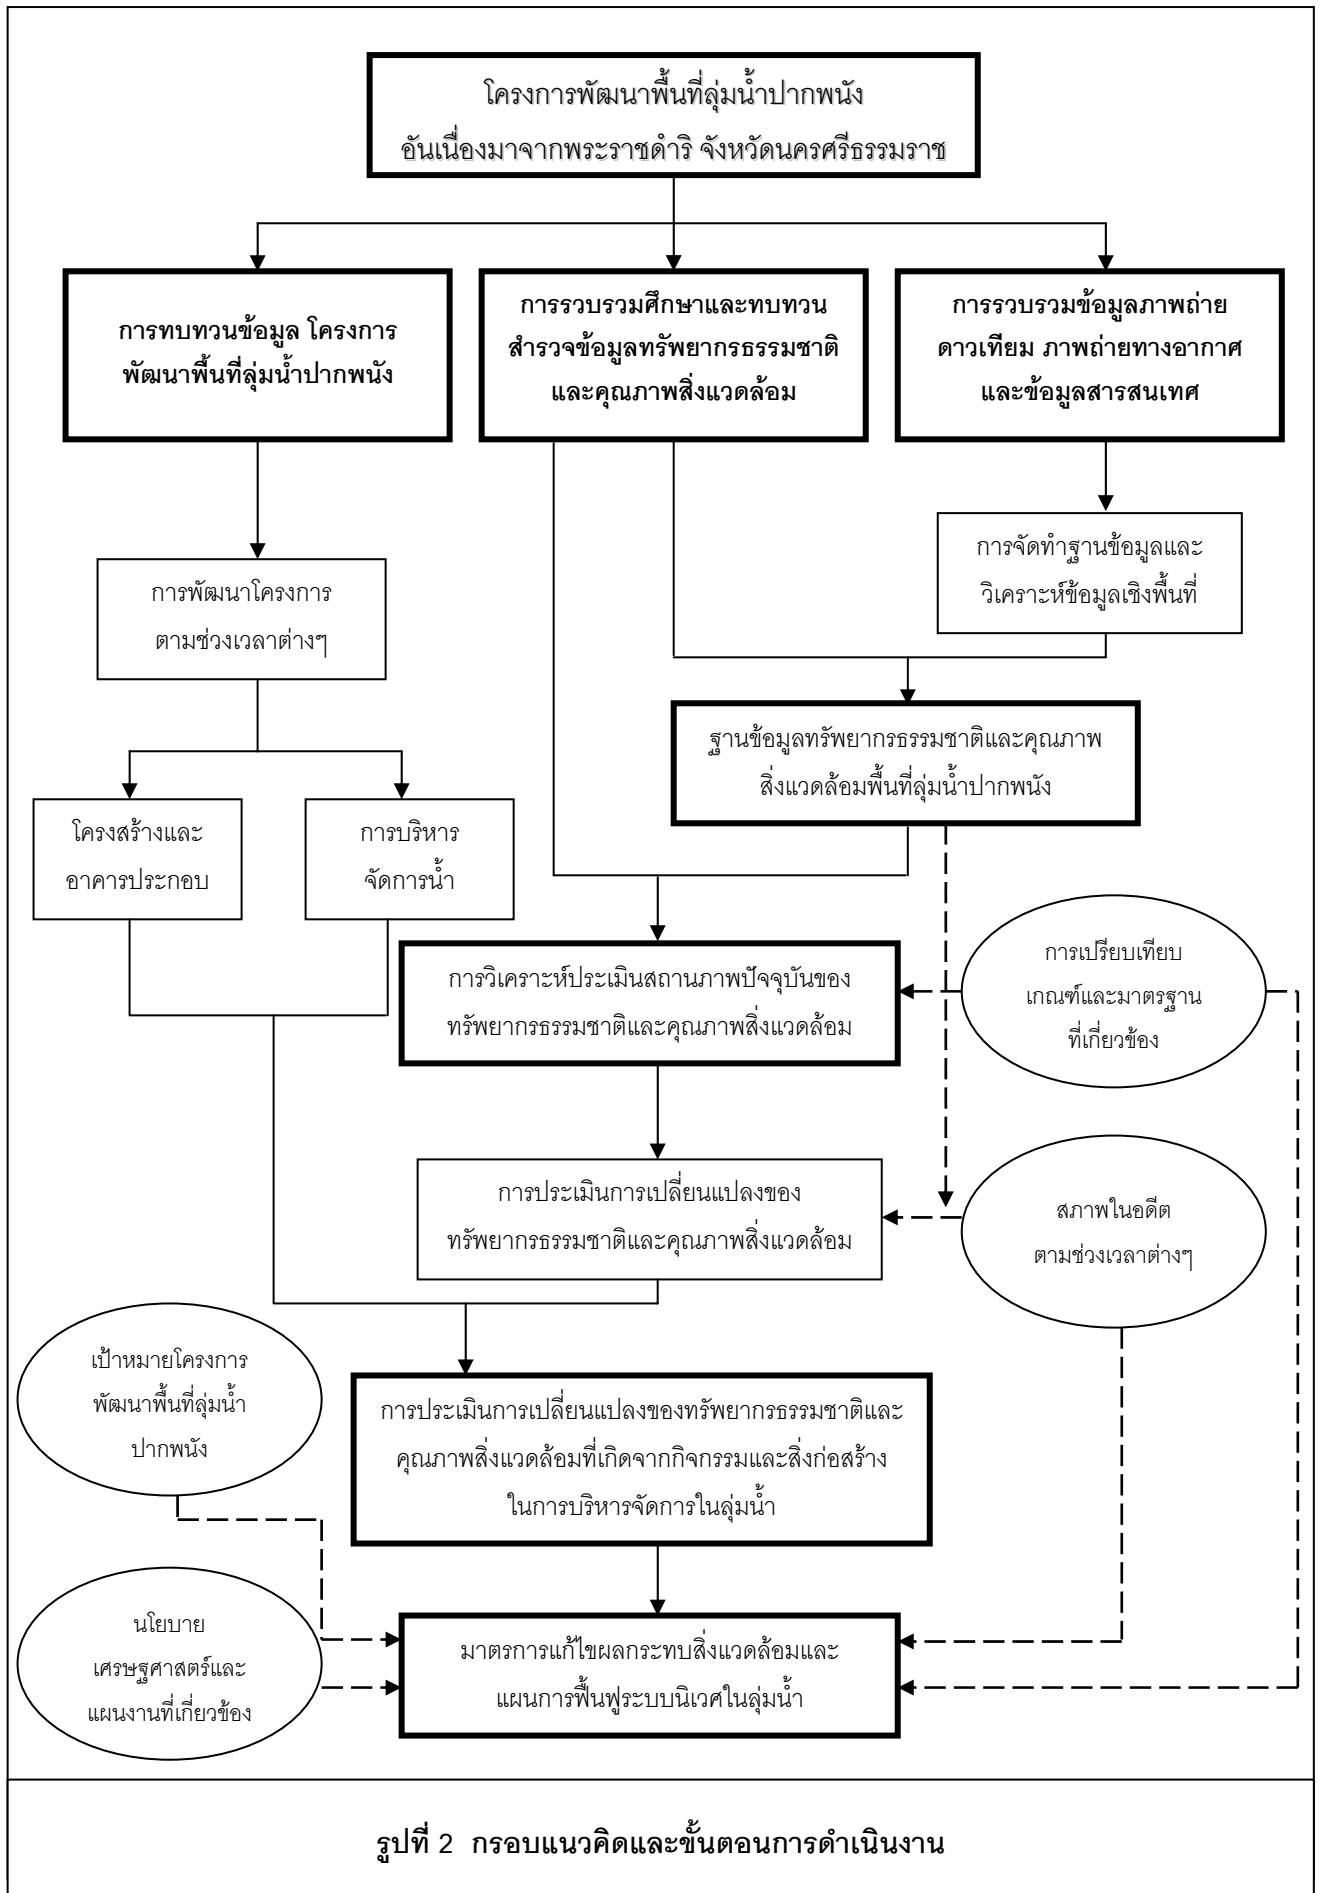 โครงการพัฒนาพื้นที่ลุ่มน้ำปากพนัง
อันเนื่องมาจากพระราชดำริ จังหวัดนครศรีธรรมราช
การทบทวนข้อมูล โครงการ
พัฒนาพื้นที่ลุ่มน้ำปากพนัง
การรวบรวมศึกษาและทบทวน
สำรวจข้อมูลทรัพยากรธรรมชาติ
และคุณภาพสิ่งแวดล้อม
การรวบรวมข้อมูลภาพถ่าย
ดาวเทียม ภาพถ่ายทางอากาศ
และข้อมูลสารสนเทศ
การจัดทำฐานข้อมูลและ
วิเคราะห์ข้อมูลเชิงพื้นที่
การพัฒนาโครงการ
ตามช่วงเวลาต่างๆ
ฐานข้อมูลทรัพยากรธรรมชาติและคุณภาพ
สิ่งแวดล้อมพื้นที่ลุ่มน้ำปากพนัง
โครงสร้างและ
อาคารประกอบ
การบริหาร
จัดการน้ำ
การวิเคราะห์ประเมินสถานภาพปัจจุบันของ
ทรัพยากรธรรมชาติและคุณภาพสิ่งแวดล้อม
การเปรียบเทียบ
เกณฑ์และมาตรฐาน
ที่เกี่ยวข้อง
การประเมินการเปลี่ยนแปลงของ
ทรัพยากรธรรมชาติและคุณภาพสิ่งแวดล้อม
สภาพในอดีต
ตามช่วงเวลาต่างๆ
เป้าหมายโครงการ
พัฒนาพื้นที่ลุ่มน้ำ
ปากพนัง
การประเมินการเปลี่ยนแปลงของทรัพยากรธรรมชาติและ
คุณภาพสิ่งแวดล้อมที่เกิดจากกิจกรรมและสิ่งก่อสร้าง
ในการบริหารจัดการในลุ่มน้ำ
นโยบาย
เศรษฐศาสตร์และ
แผนงานที่เกี่ยวข้อง
มาตรการแก้ไขผลกระทบสิ่งแวดล้อมและ
แผนการฟื้นฟูระบบนิเวศในลุ่มน้ำ
รูปที่ 2 กรอบแนวคิดและขั้นตอนการดำเนินงาน